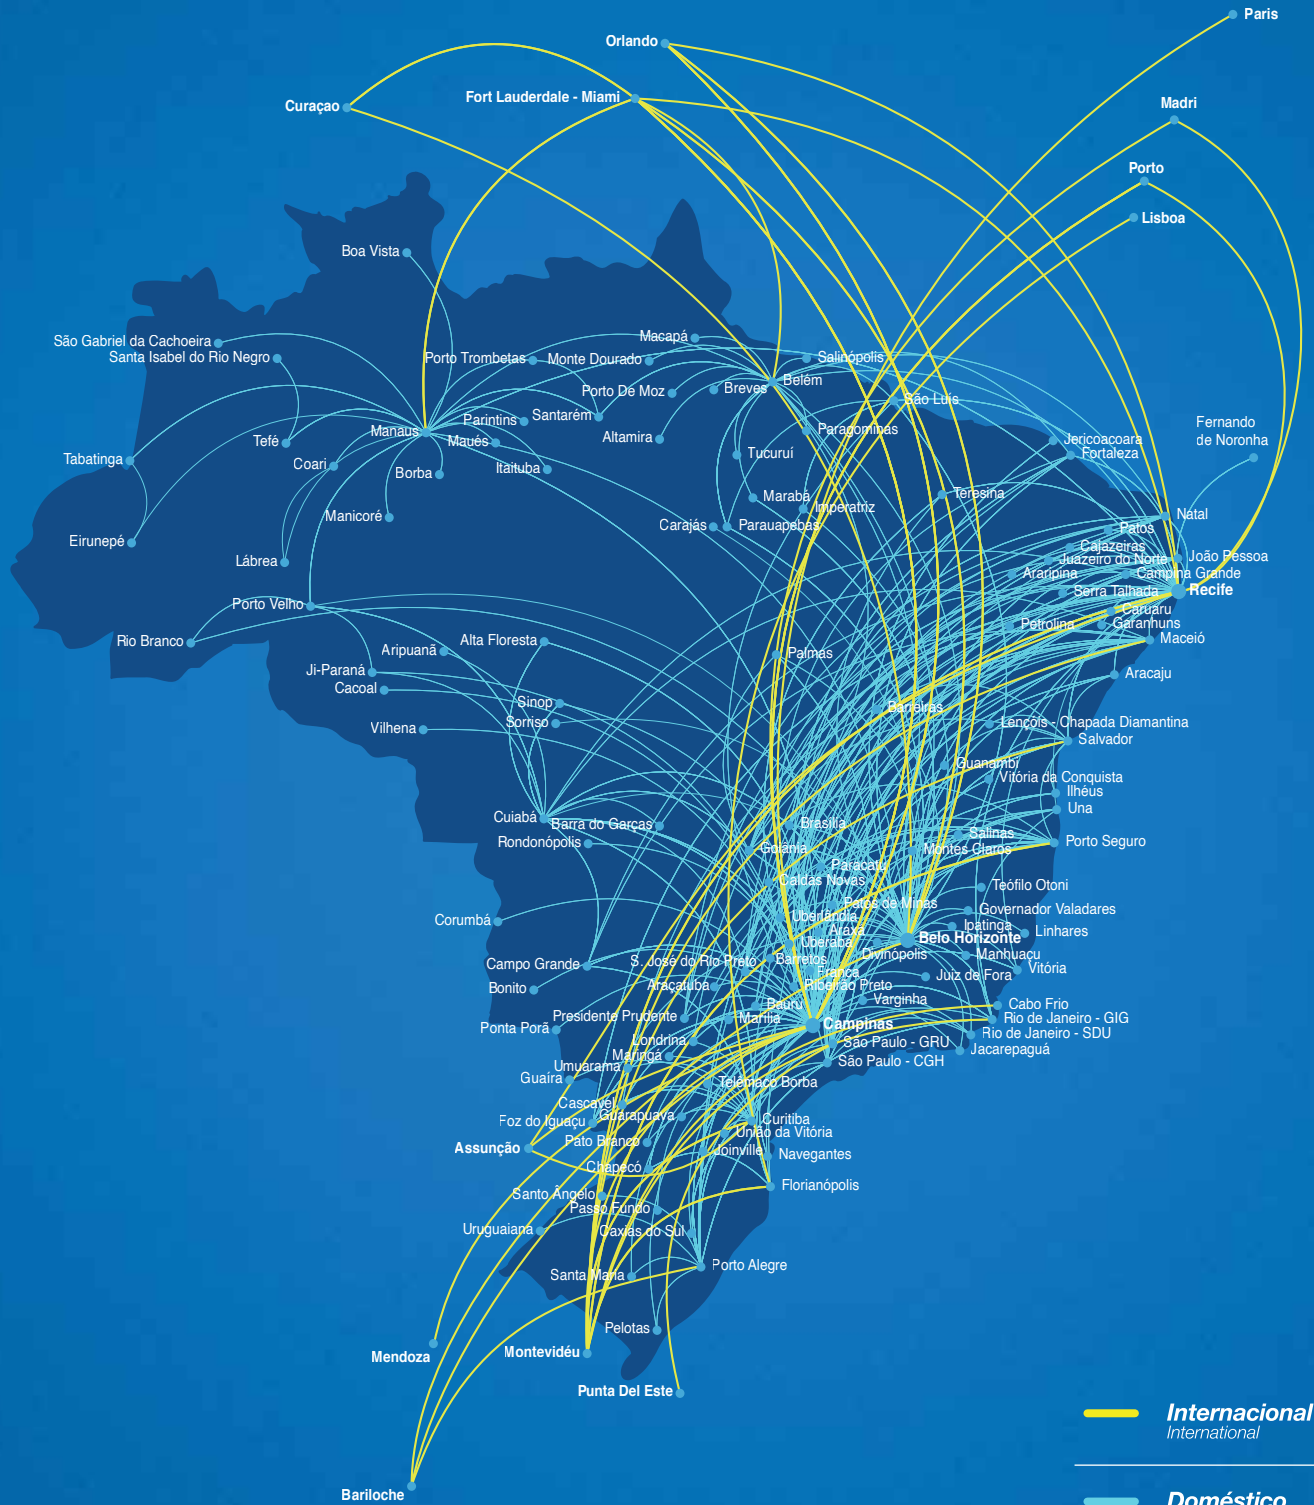 Paris
Orlando
Fort Lauderdale - Miami
Curaçao
Madri
Porto
Lisboa
Boa Vista
São Gabriel da Cachoeira
Santa Isabel do Rio Negro
Macapá
Porto Trombetas
Monte Dourado
Salinópolis
Porto De Moz
Breves
Belém
São Luis
Parintins
Santarém
Manaus
Maués
Altamira
Paragominas
Fernando
de Noronha
Tefé
Jericoacoara
Fortaleza
Tabatinga
Coari
Borba
Itaituba
Tucuruí
Marabá
Teresina
Imperatriz
Manicoré
Carajás
Parauapebas
Natal
Patos
Eirunepé
Cajazeiras
João Pessoa
Juazeiro do Norte
Lábrea
Araripina
Campina Grande
Serra Talhada
Recife
Porto Velho
Caruaru
Petrolina
Garanhuns
Rio Branco
Alta Floresta
Aripuanã
Palmas
Maceió
Ji-Paraná
Cacoal
Aracaju
Sinop
Sorriso
Barreiras
Vilhena
Lençóis - Chapada Diamantina
Salvador
Guanambi
Vitória da Conquista
Ilhéus
Una
Cuiabá
Barra do Garças
Brasília
Salinas
Rondonópolis
Goiânia
Montes Claros
Porto Seguro
Paracatu
Caldas Novas
Teófilo Otoni
Patos de Minas
Governador Valadares
Corumbá
Uberlândia
Araxá
Ipatinga
Linhares
Uberaba
Belo Horizonte
Divinópolis
Manhuaçu
Campo Grande
S. José do Rio Preto
Barretos
Franca
Juiz de Fora
Vitória
Bonito
Araçatuba
Ribeirão Preto
Varginha
Bauru
Cabo Frio
Presidente Prudente
Marília
Campinas
Rio de Janeiro - GIG
Ponta Porã
Rio de Janeiro - SDU
Londrina
São Paulo - GRU
Jacarepaguá
Maringá
São Paulo - CGH
Umuarama
Guaíra
Telêmaco Borba
Cascavel
Foz do Iguaçu
Guarapuava
Curitiba
União da Vitória
Assunção
Pato Branco
Joinville
Navegantes
Chapecó
Florianópolis
Santo Ângelo
Passo Fundo
Uruguaiana
Caxias do Sul
Porto Alegre
Santa Maria
Pelotas
Mendoza
Montevidéu
Punta Del Este
Internacional
International
Bariloche
Doméstico